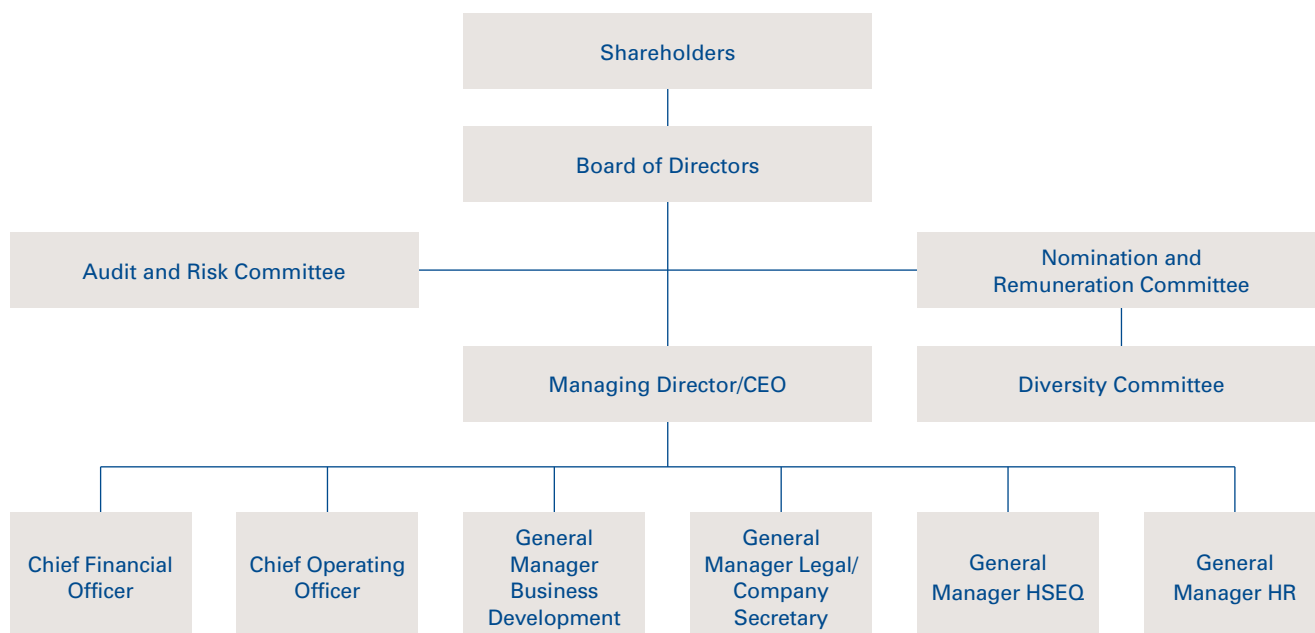 Shareholders
Board of Directors
Audit and Risk Committee
Nomination and
Remuneration Committee
Managing Director/CEO
Diversity Committee
Chief Financial
Officer
Chief Operating
Officer
General
Manager
Business
Development
General
Manager Legal/
Company
Secretary
General
Manager HSEQ
General
Manager HR